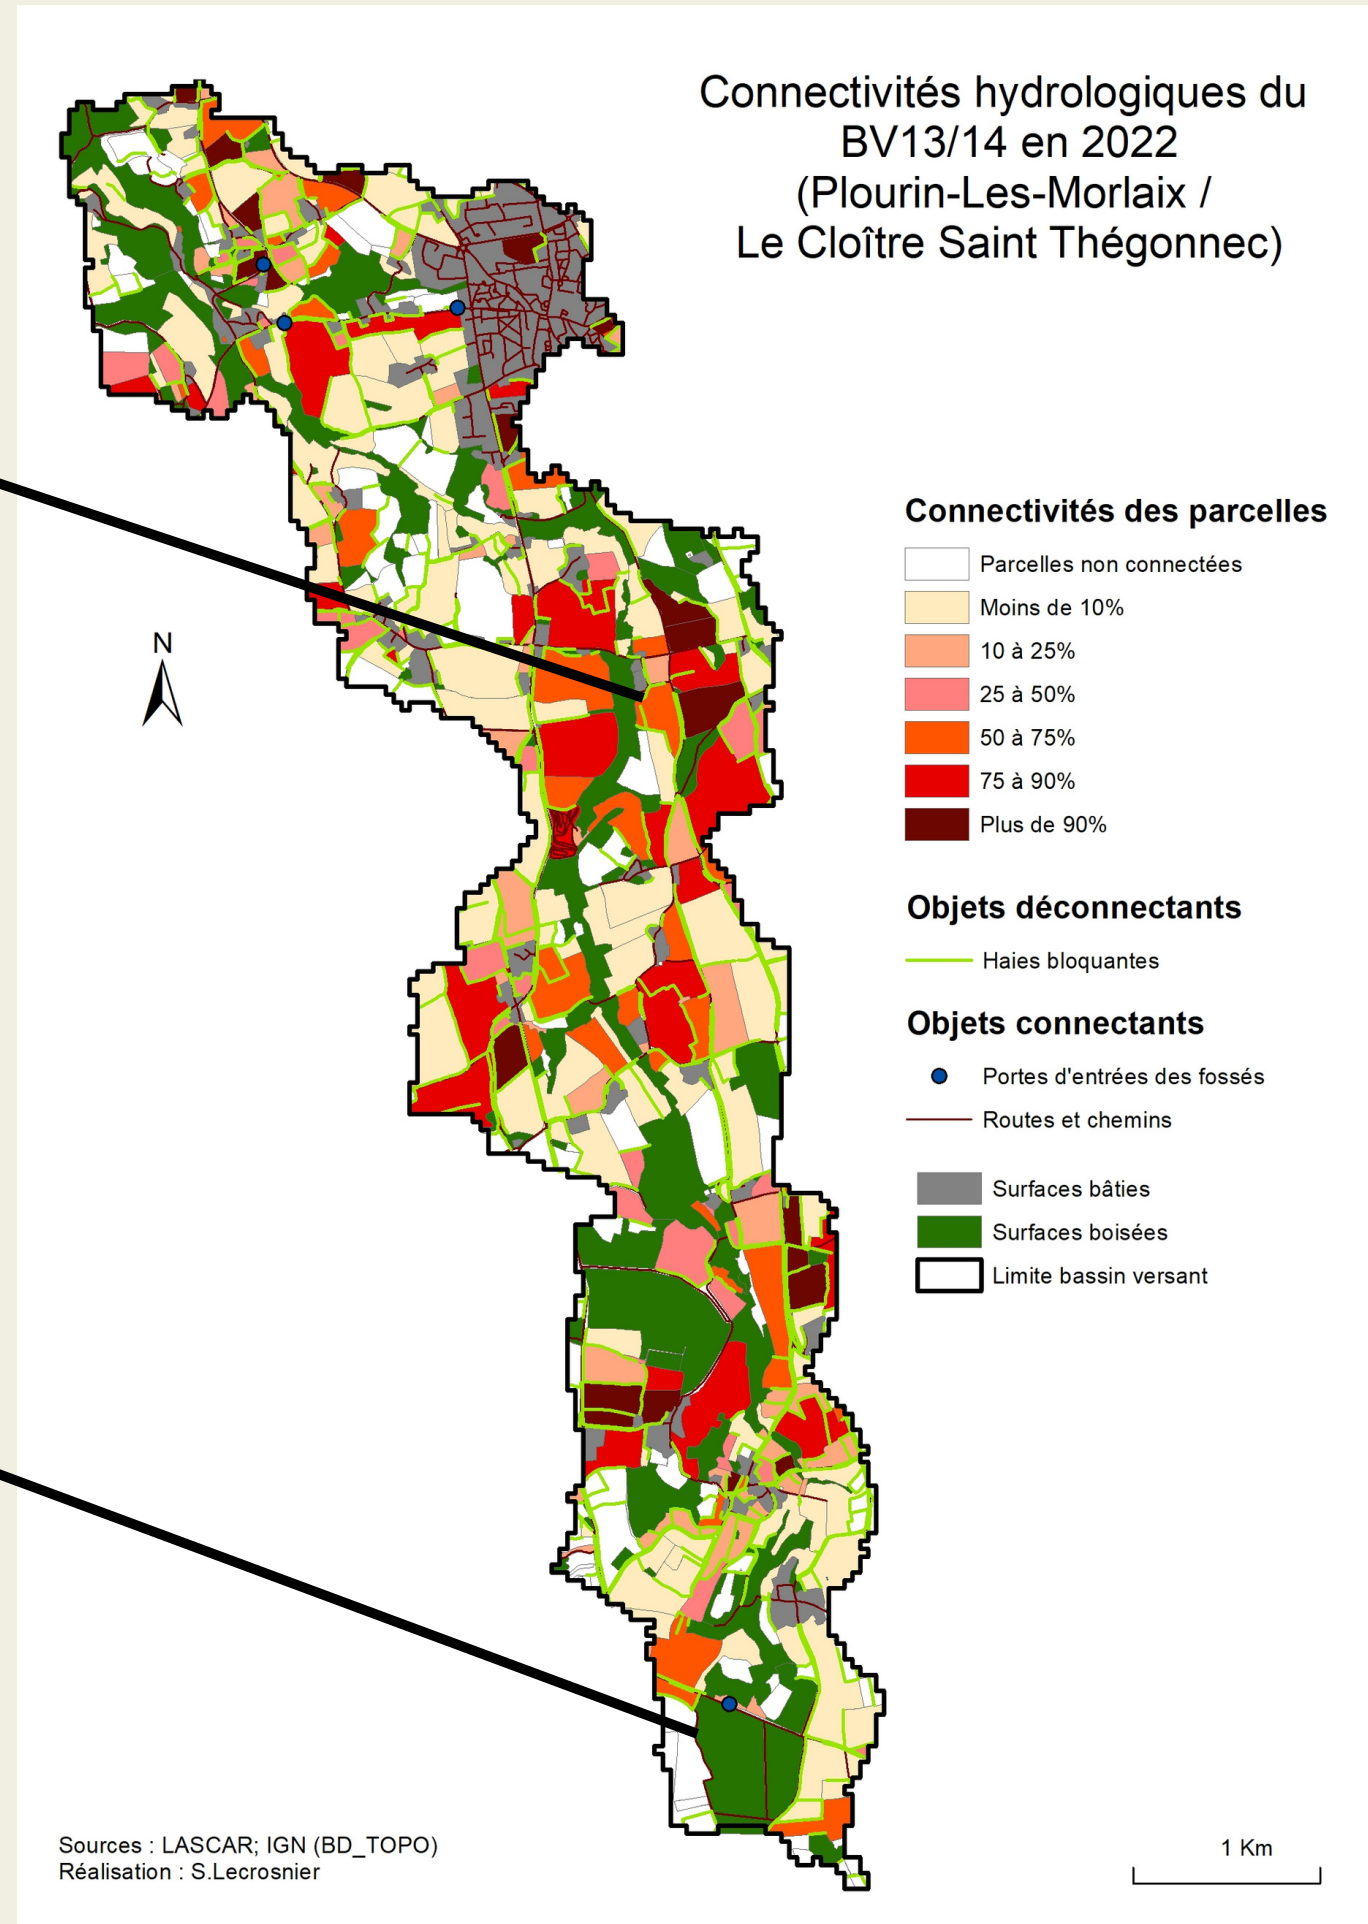 Connectivités hydrologiques du
BV13/14 en 2022
(Plourin-Les-Morlaix /
Le Cloître Saint Thégonnec)
Connectivités des parcelles
Parcelles non connectées
Moins de 10%
10 à 25%
25 à 50%
50 à 75%
75 à 90%
Plus de 90%
N
Objets déconnectants
Haies bloquantes
Objets connectants
Portes d'entrées des fossés
Routes et chemins
Surfaces bâties
Surfaces boisées
Limite bassin versant
Sources : LASCAR; IGN (BD_TOPO)
Réalisation : S.Lecrosnier
1 Km